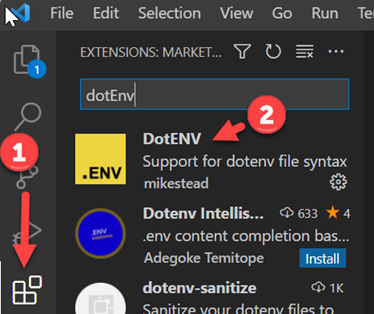 File Edit Selection View Go Run Te
EXTENSIONS: MARKET...
1
dotEnv
1
2
DotENV
.ENV
Support for dotenv file syntax
mikestead
Dotenv Intellis... 633 4
.ENV
.env content completion bas...
Adegoke Temitope Install
dotenv-sanitize 1K
Sanitize your dotenv files to